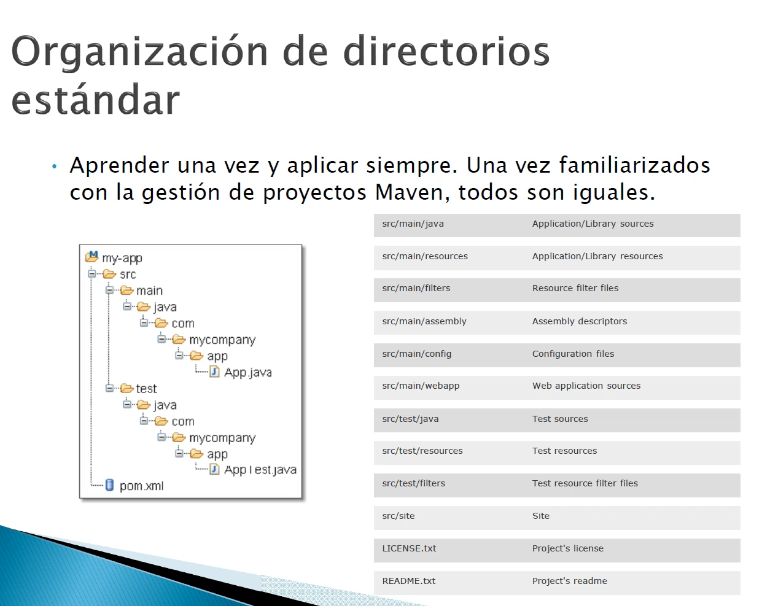 Organización de directorios
estándar
• Aprender una vez y aplicar siempre. Una vez familiarizados
con la gestión de proyectos Maven, todos son iguales.
my-app
src
main
java
com
mycompany
app
App.java
test
java
com
mycompany
app
AppTest.java
pom.xml
src/main/java Application/Library sources
src/main/resources Application/Library resources
src/main/filters Resource filter files
src/main/assembly Assembly descriptors
src/main/config Configuration files
src/main/webapp Web application sources
src/test/java Test sources
src/test/resources Test resources
src/test/filters Test resource filter files
src/site Site
LICENSE.txt Project's license
README.txt Project's readme